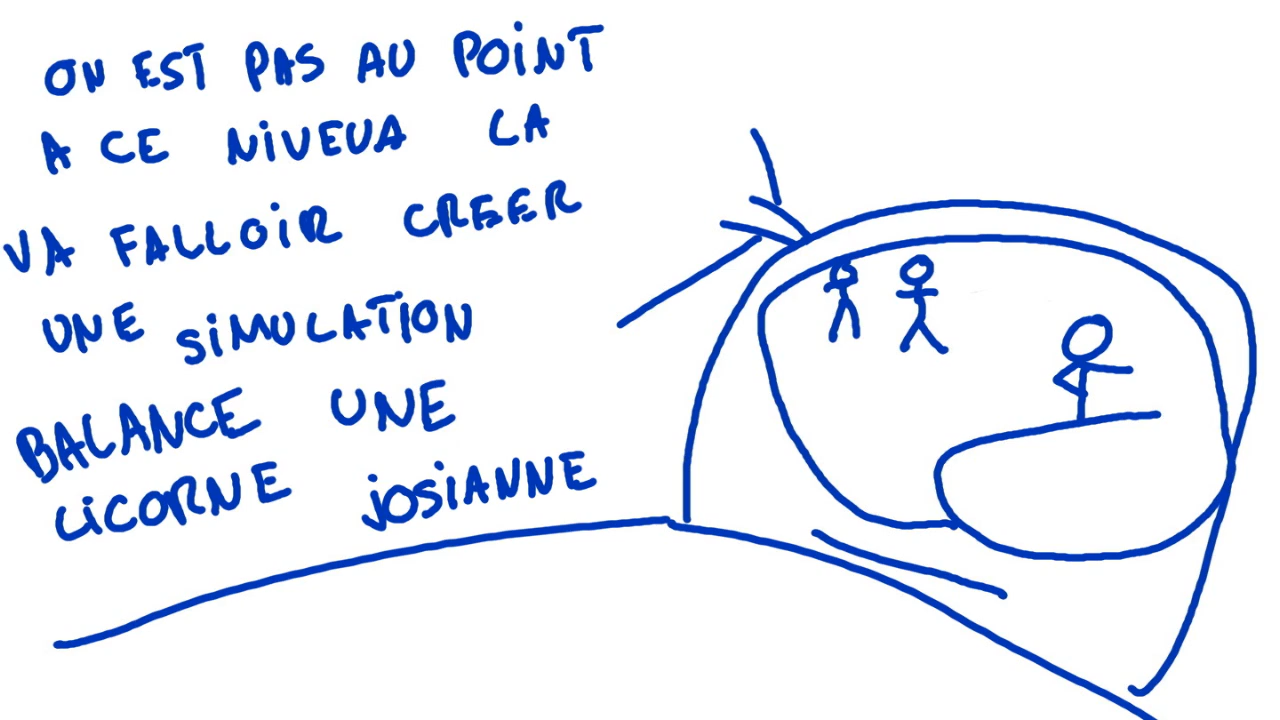 ON EST PAS AU POINT
A CE NIVEUA LA
VA FALLOIR CREER
UNE SIMULATION
BALANCE UNE
LICORNE JOSIANNE